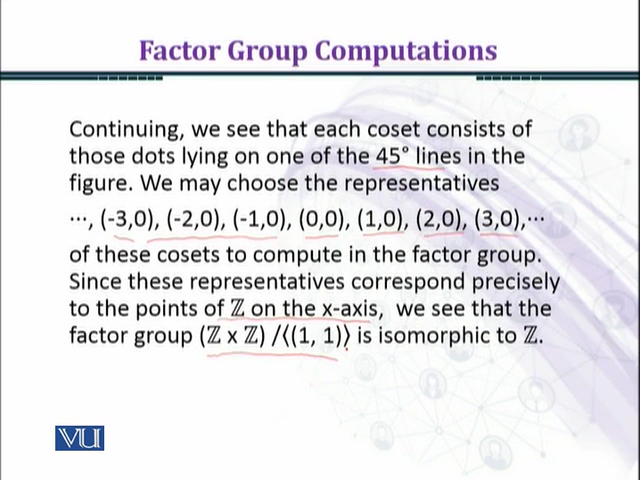 Factor Group Computations
Continuing, we see that each coset consists of
those dots lying on one of the 45° lines in the
figure. We may choose the representatives
⋯, (-3,0), (-2,0), (-1,0), (0,0), (1,0), (2,0), (3,0),⋯
of these cosets to compute in the factor group.
Since these representatives correspond precisely
to the points of ℤ on the x-axis, we see that the
factor group (ℤ x ℤ) /⟨(1, 1)⟩ is isomorphic to ℤ.
VU